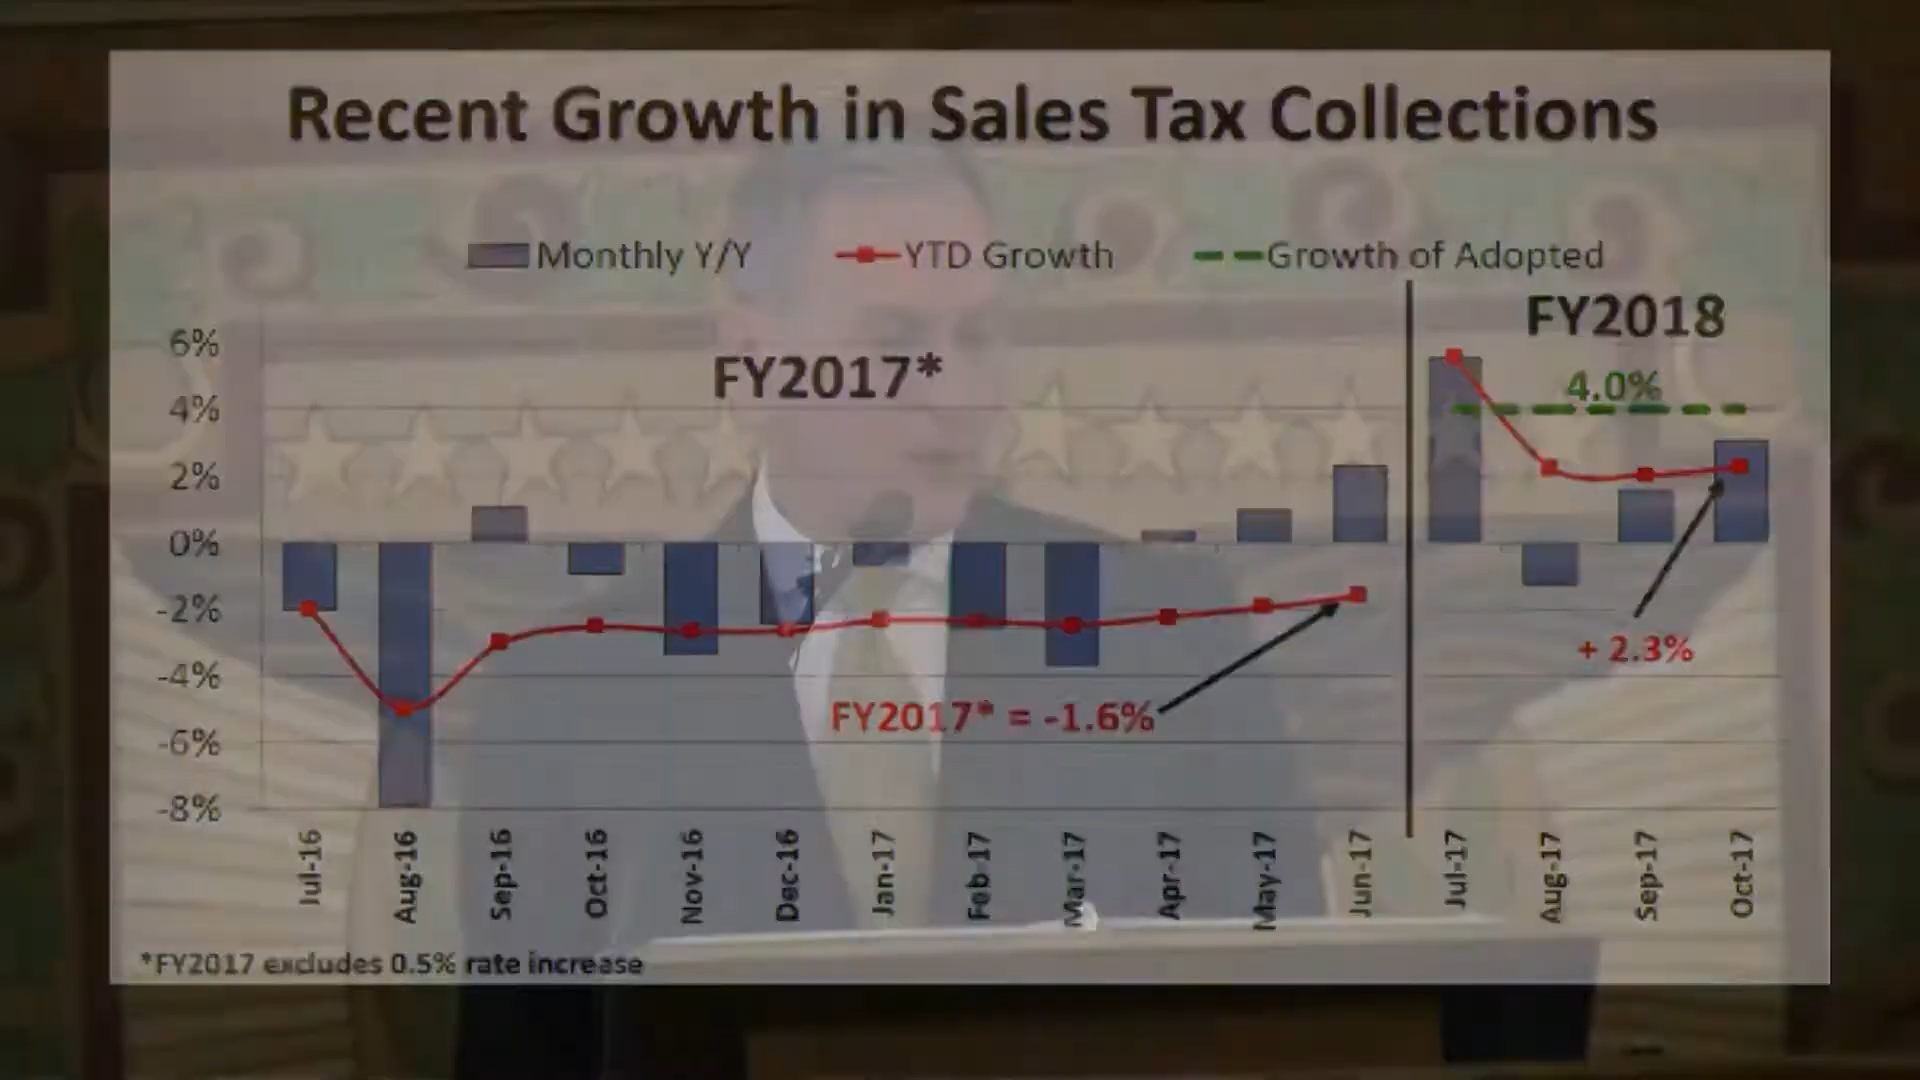 Recent Growth in Sales Tax Collections
Monthly Y/Y YTD Growth Growth of Adopted
FY2018
FY2017*
4.0%
6%
4%
2%
0%
-2%
-4%
-6%
-8%
+ 2.3%
FY2017* = -1.6%
Jul-16 Aug-16 Sep-16 Oct-16 Nov-16 Dec-16 Jan-17 Feb-17 Mar-17 Apr-17 May-17 Jun-17 Jul-17 Aug-17 Sep-17 Oct-17
*FY2017 excludes 0.5% rate increase